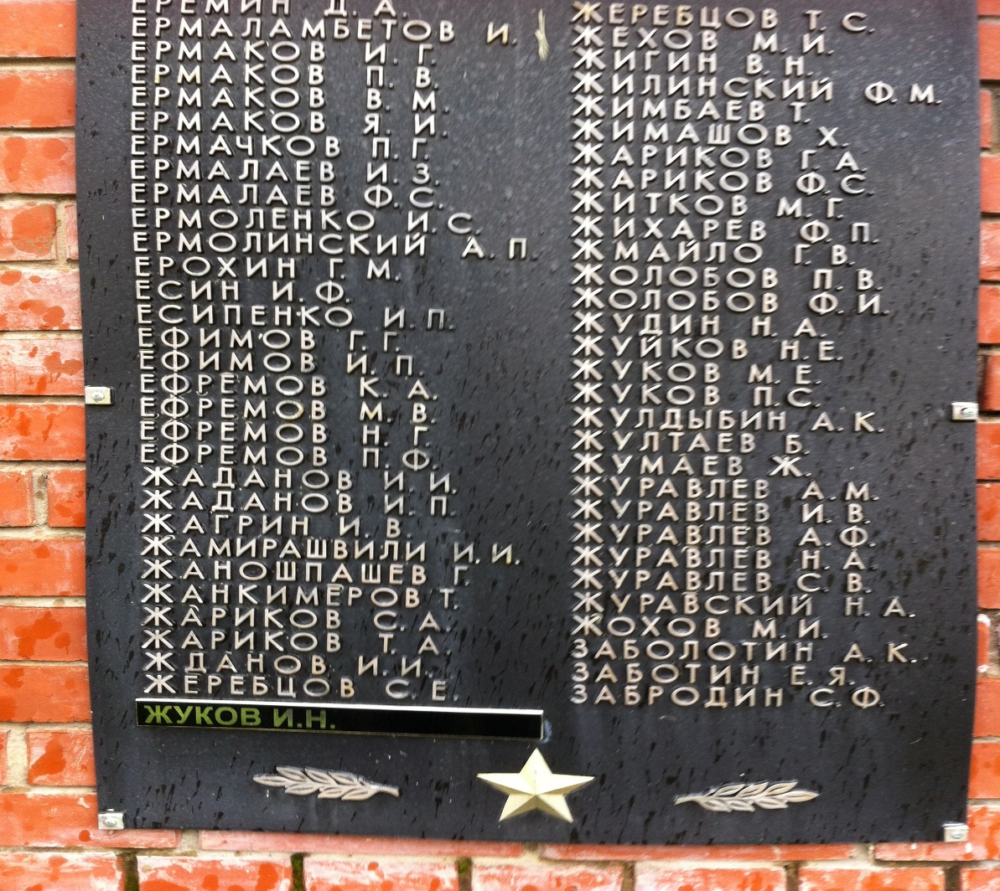 ЕРЕМИН Д. А.
ЕРМАЛАМБЕТОВ И.
ЕРМАКОВ И. Г.
ЕРМАКОВ П. В.
ЕРМАКОВ В. М.
ЕРМАКОВ Я. И.
ЕРМАЧКОВ П. Г.
ЕРМАЛАЕВ И. З.
ЕРМАЛАЕВ Ф. С.
ЕРМОЛЕНКО И. С.
ЕРМОЛИНСКИЙ А. П.
ЕРОХИН Г. М.
ЕСИН И. Ф.
ЕСИПЕНКО И. П.
ЕФИМОВ Г. Г.
ЕФИМОВ И. П.
ЕФРЕМОВ К. А.
ЕФРЕМОВ М. В.
ЕФРЕМОВ Н. Г.
ЕФРЕМОВ П. Ф.
ЖАДАНОВ И. И.
ЖАДАНОВ И. П.
ЖАГРИН И. В.
ЖАМИРАШВИЛИ И. И.
ЖАНОШПАШЕВ Г.
ЖАНКИМЕРОВ Т.
ЖАРИКОВ С. А.
ЖАРИКОВ Т. А.
ЖДАНОВ И. И.
ЖЕРЕБЦОВ С. Е.
ЖУКОВ И.Н.
ЖЕРЕБЦОВ Т. С.
ЖЕХОВ М. И.
ЖИГИН В. Н.
ЖИЛИНСКИЙ Ф. М.
ЖИМБАЕВ Т.
ЖИМАШОВ Х.
ЖАРИКОВ Г. А.
ЖАРИКОВ Ф. С.
ЖИТКОВ М. Г.
ЖИХАРЕВ Ф. П.
ЖМАЙЛО Г. В.
ЖОЛОБОВ П. В.
ЖОЛОБОВ Ф. И.
ЖУДИН Н. А.
ЖУЙКОВ Н. Е.
ЖУКОВ М. Е.
ЖУКОВ П. С.
ЖУЛДЫБИН А. К.
ЖУЛТАЕВ Б.
ЖУМАЕВ Ж.
ЖУРАВЛЕВ А. М.
ЖУРАВЛЕВ И. В.
ЖУРАВЛЕВ А. Ф.
ЖУРАВЛЕВ Н. А.
ЖУРАВЛЕВ С. В.
ЖУРАВСКИЙ Н. А.
ЖОХОВ М. И.
ЗАБОЛОТИН А. К.
ЗАБОТИН Е. Я.
ЗАБРОДИН С. Ф.